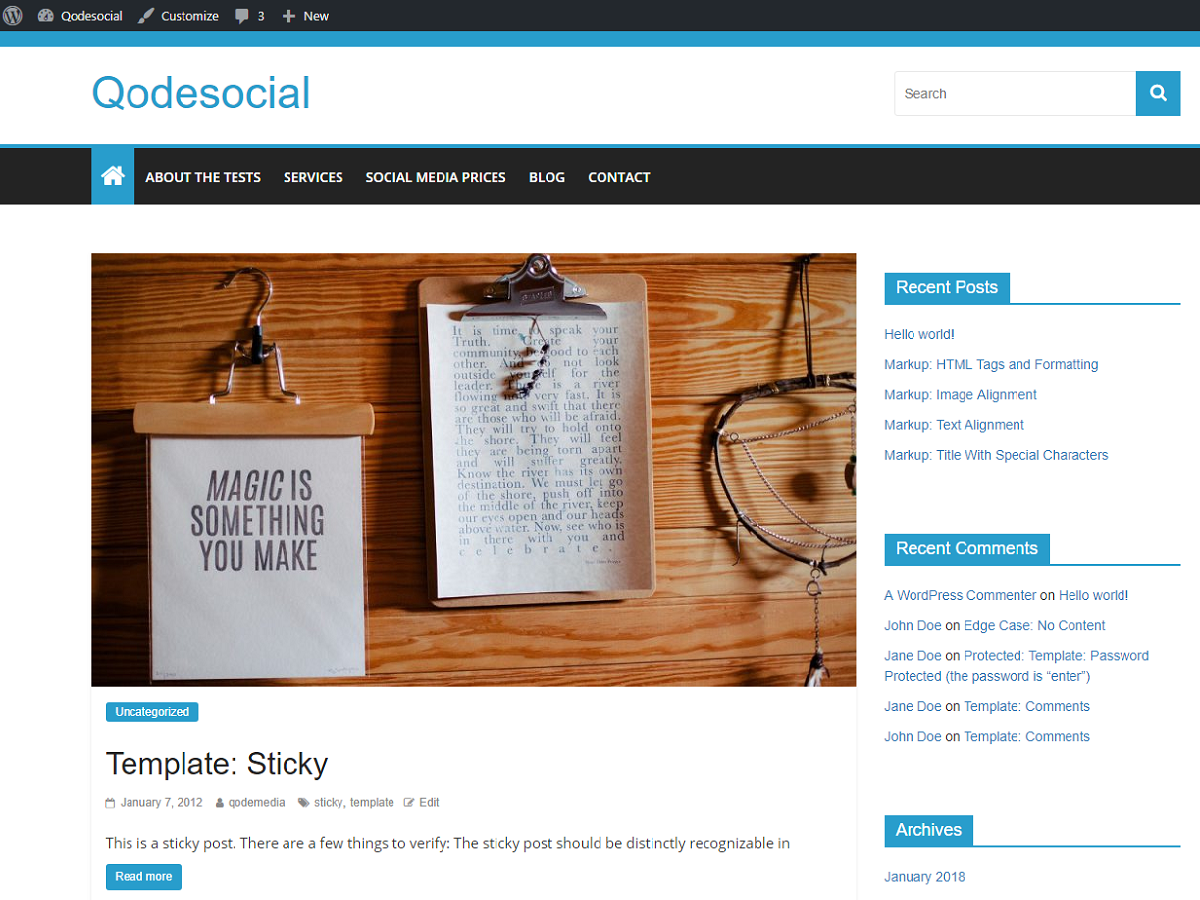 Qodesocial Customize 3 New
Qodesocial
Search
ABOUT THE TESTS SERVICES SOCIAL MEDIA PRICES BLOG CONTACT
MAGIC IS
SOMETHING
YOU MAKE
It is time to speak your
Truth. Create your
community, be good to each
other. And do not look
outside yourself for the
leader. There is a river
flowing now very fast. It is
so great and swift that there
are those who will be afraid.
They will try to hold onto
the shore. They will feel
they are being torn apart
and will suffer greatly.
Know the river has its own
destination. We must let go
of the shore, push off into
the middle of the river, keep
our eyes open and our heads
above water. Now, see who is
in there with you and
celebrate.
Uncategorized
Template: Sticky
January 7, 2012 qodemedia sticky, template Edit
This is a sticky post. There are a few things to verify: The sticky post should be distinctly recognizable in
Read more
Recent Posts
Hello world!
Markup: HTML Tags and Formatting
Markup: Image Alignment
Markup: Text Alignment
Markup: Title With Special Characters
Recent Comments
A WordPress Commenter on Hello world!
John Doe on Edge Case: No Content
Jane Doe on Protected: Template: Password
Protected (the password is “enter”)
Jane Doe on Template: Comments
John Doe on Template: Comments
Archives
January 2018